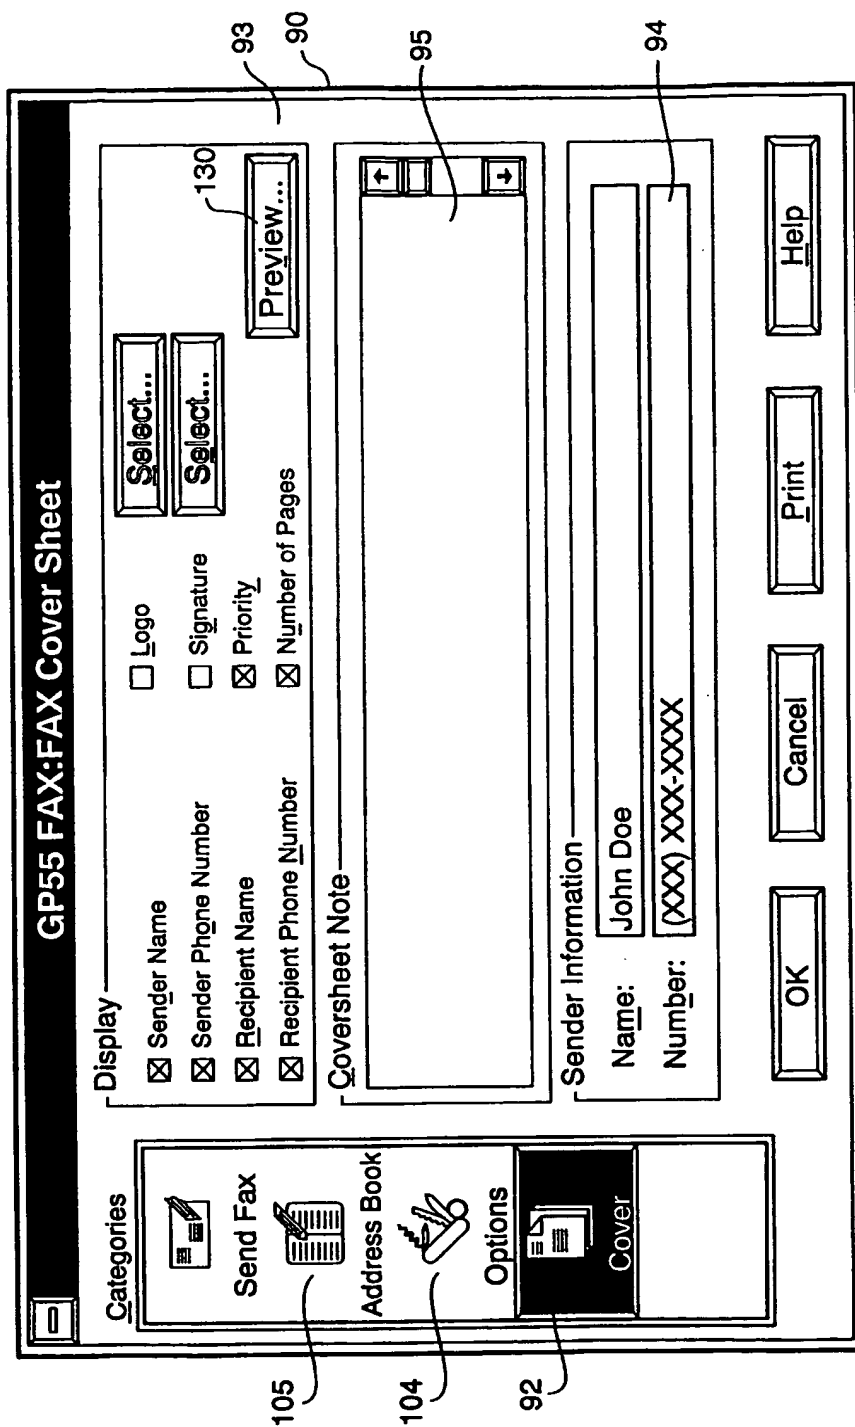 GP55 FAX:FAX Cover Sheet
Categories
Send Fax
Address Book
Options
Cover
Display
Sender Name
Sender Phone Number
Recipient Name
Recipient Phone Number
Logo
Signature
Priority
Number of Pages
Select...
Select...
Preview...
Coversheet Note
Sender Information
Name: John Doe
Number: (XXX) XXX-XXXX
OK
Cancel
Print
Help
93
90
130
95
94
105
104
92